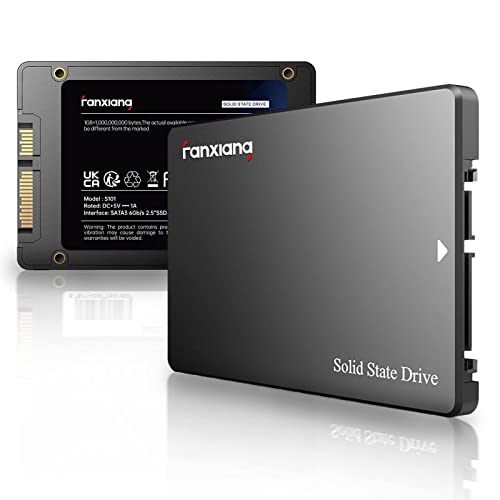 fanxiang
SOLID STATE DRIVE
1GB=1,000,000,000 bytes.The actual available
be different from the marked
UK
CA
Model : S101
Rated: DC+5V 1A
Interface: SATA3 6Gb/s 2.5"SSD
Warning: The product contains
vibration may cause damage
warranties will be voided.
fanxiang
Solid State Drive